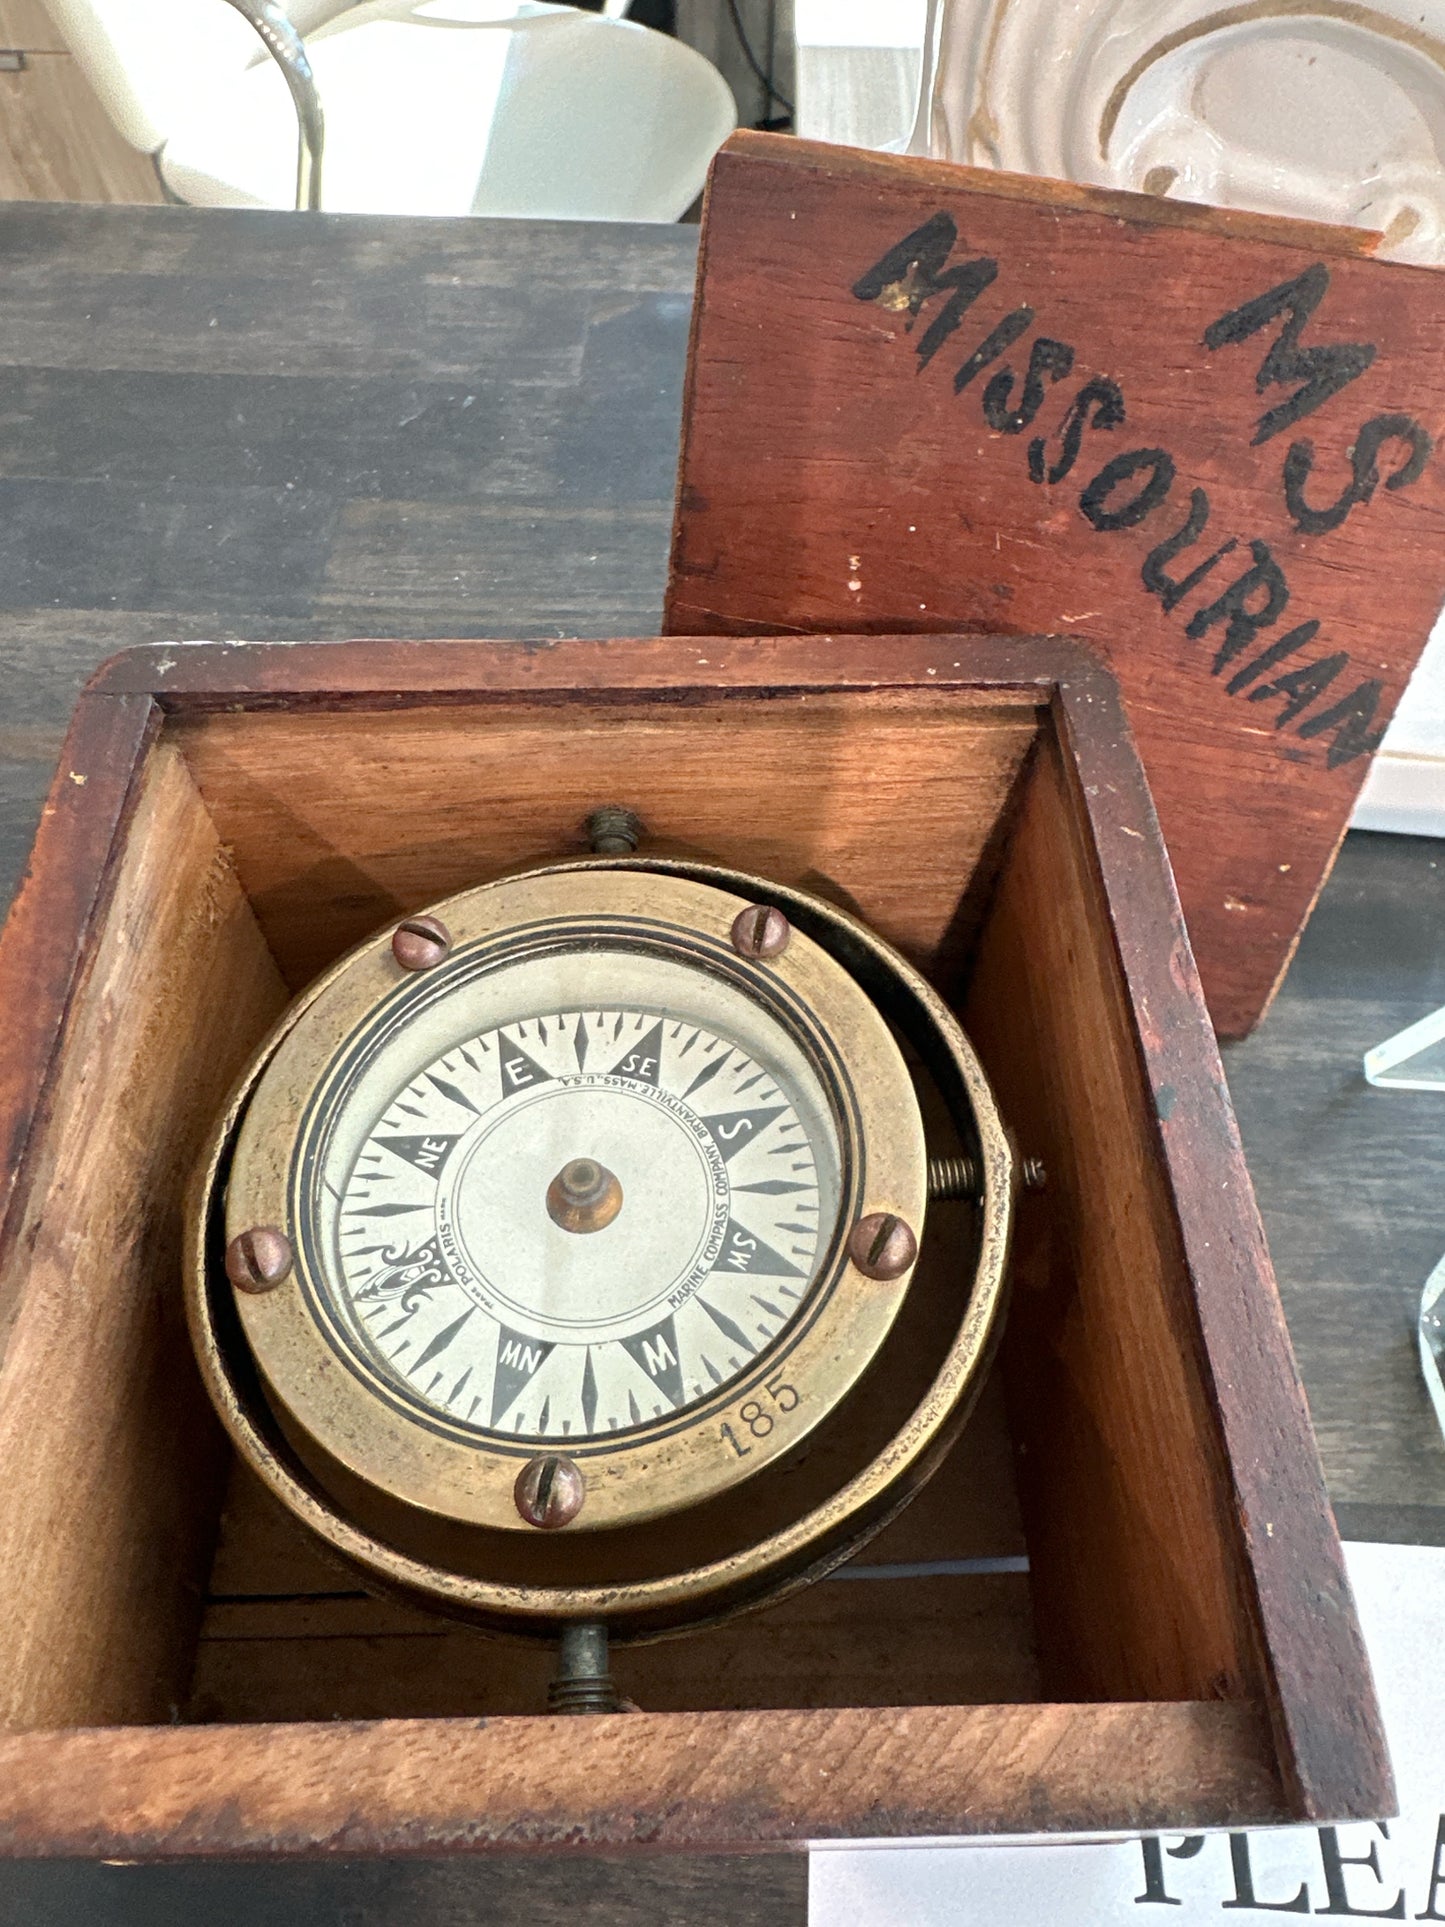 MS
MISSOURIAN
E
SE
S
SW
W
NW
NE
MARINE COMPASS COMPANY, BRYANTVILLE, MASS., U.S.A.
TRADE POLARIS MARK
185
PLEA